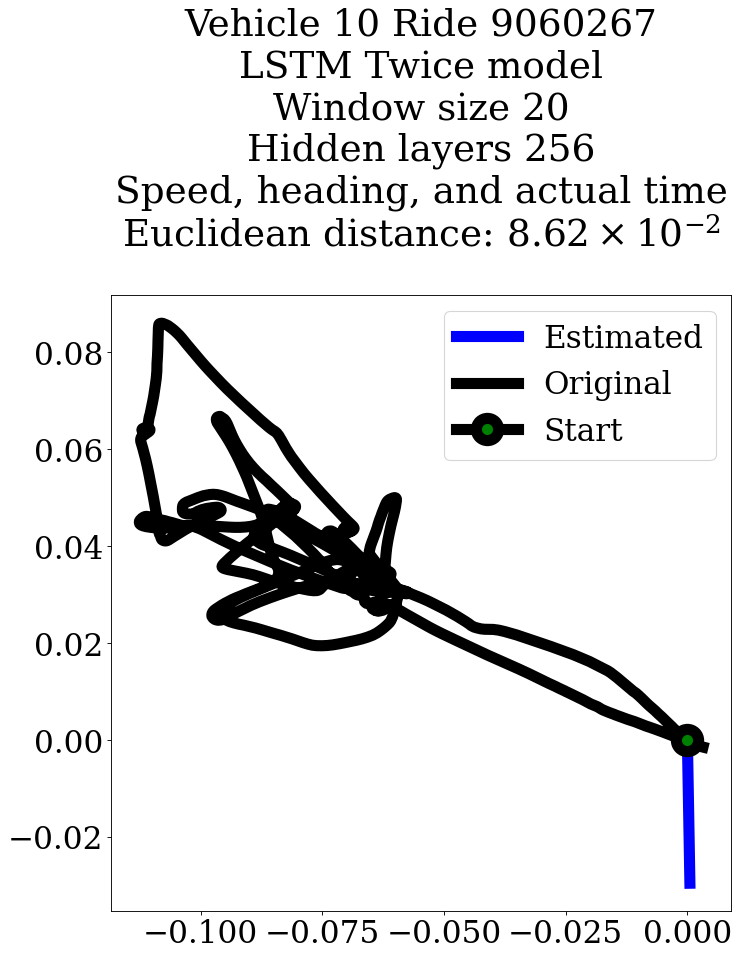 Vehicle 10 Ride 9060267
LSTM Twice model
Window size 20
Hidden layers 256
Speed, heading, and actual time
Euclidean distance: 8.62 × 10⁻²
Estimated
Original
Start
0.08
0.06
0.04
0.02
0.00
−0.02
−0.100 −0.075 −0.050 −0.025 0.000